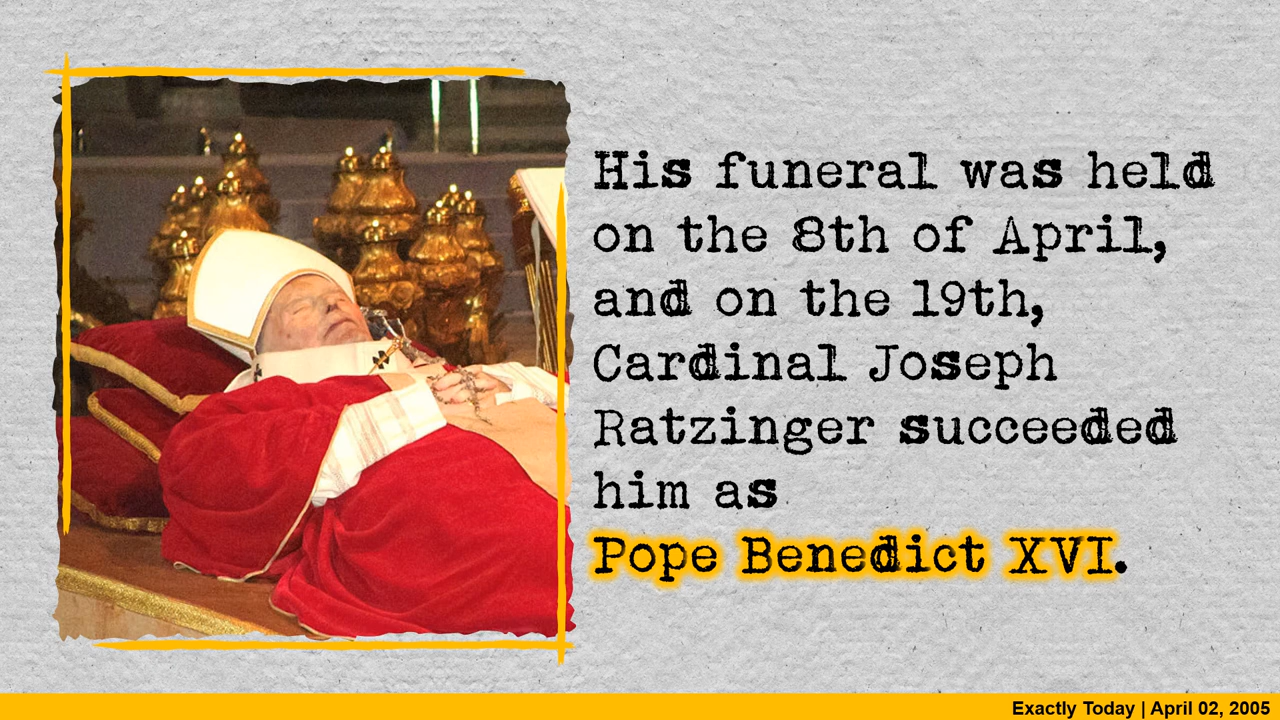 His funeral was held
on the 8th of April,
and on the 19th,
Cardinal Joseph
Ratzinger succeeded
him as
Pope Benedict XVI.
Exactly Today | April 02, 2005